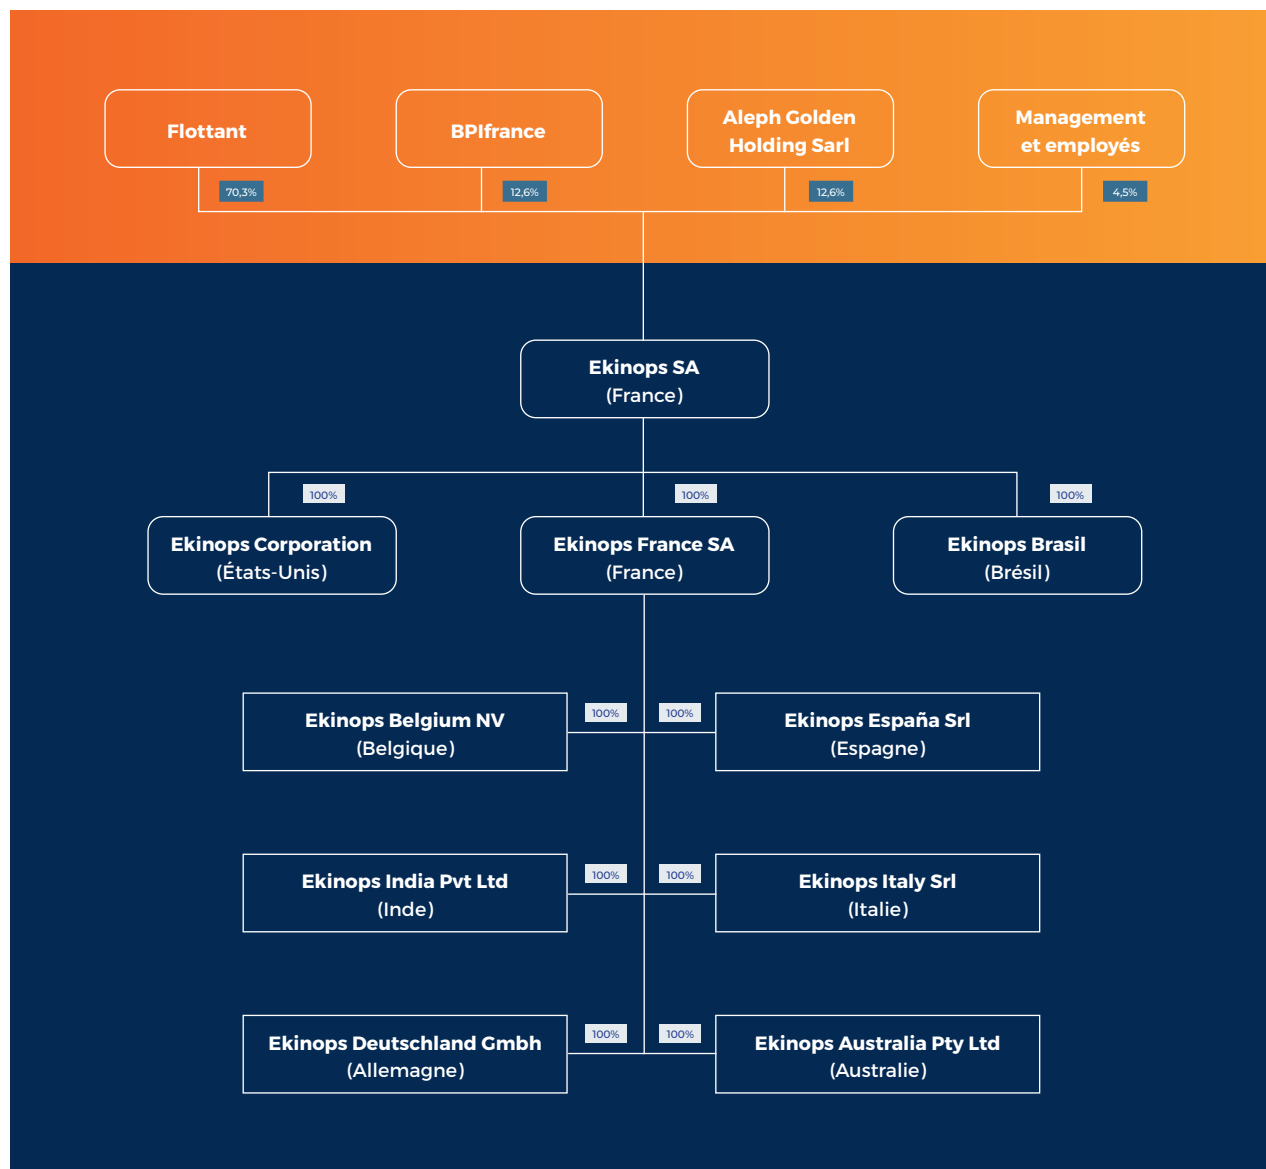 Flottant
BPIfrance
Aleph Golden
Holding Sarl
Management
et employés
70,3%
12,6%
12,6%
4,5%
Ekinops SA
(France)
100%
100%
100%
Ekinops Corporation
(États-Unis)
Ekinops France SA
(France)
Ekinops Brasil
(Brésil)
Ekinops Belgium NV
(Belgique)
100%
100%
Ekinops España Srl
(Espagne)
Ekinops India Pvt Ltd
(Inde)
100%
100%
Ekinops Italy Srl
(Italie)
Ekinops Deutschland Gmbh
(Allemagne)
100%
100%
Ekinops Australia Pty Ltd
(Australie)